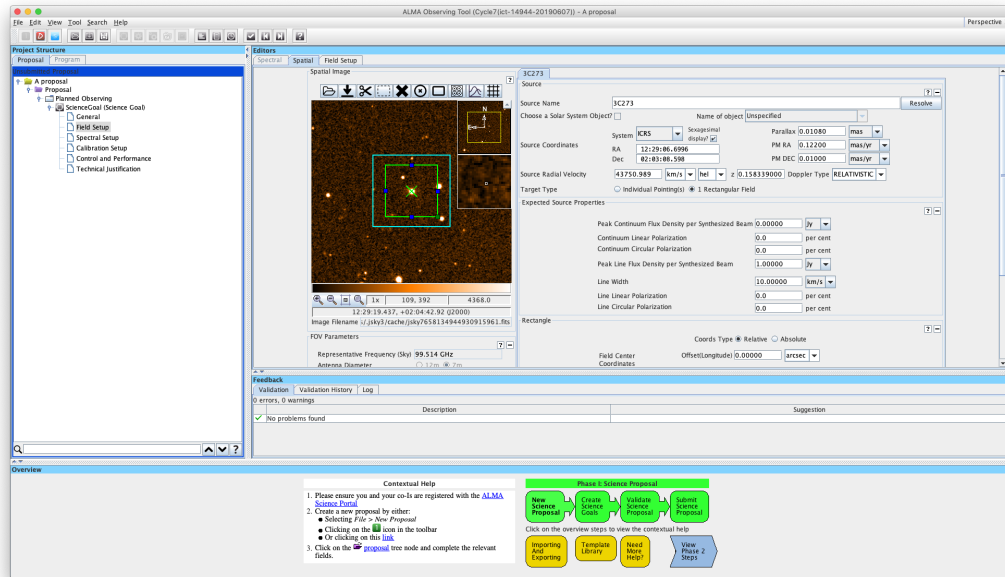 ALMA Observing Tool (Cycle7(ict-14944-20190607)) - A proposal
File Edit View Tool Search Help
Perspective
Project Structure
Proposal Program
A proposal
Proposal
Planned Observing
ScienceGoal (Science Goal)
General
Field Setup
Spectral Setup
Calibration Setup
Control and Performance
Technical Justification
Editors
Spectral Spatial Field Setup
Spatial Image
N
E
1x 109, 392 4368.0
12:29:19.437, +02:04:42.92 (J2000)
Image Filename s/.jsky3/cache/jsky7658134944930915961.fits
FOV Parameters
Representative Frequency (Sky) 99.514 GHz
Antenna Diameter 12m 7m
3C273
Source
Source Name 3C273 Resolve
Choose a Solar System Object? Name of object Unspecified
Source Coordinates
System ICRS Sexagesimal display?
Parallax 0.01080 mas
RA 12:29:06.6996
PM RA 0.12200 mas/yr
Dec 02:03:08.598
PM DEC 0.01000 mas/yr
Source Radial Velocity 43750.989 km/s hel z 0.158339000 Doppler Type RELATIVISTIC
Target Type Individual Pointing(s) 1 Rectangular Field
Expected Source Properties
Peak Continuum Flux Density per Synthesized Beam 0.00000 Jy
Continuum Linear Polarization 0.0 per cent
Continuum Circular Polarization 0.0 per cent
Peak Line Flux Density per Synthesized Beam 1.00000 Jy
Line Width 10.00000 km/s
Line Linear Polarization 0.0 per cent
Line Circular Polarization 0.0 per cent
Rectangle
Coords Type Relative Absolute
Field Center Coordinates
Offset(Longitude) 0.00000 arcsec
Feedback
Validation Validation History Log
0 errors, 0 warnings
Description Suggestion
No problems found
Overview
Contextual Help
1. Please ensure you and your co-Is are registered with the ALMA
Science Portal
2. Create a new proposal by either:
Selecting File > New Proposal
Clicking on the icon in the toolbar
Or clicking on this link
3. Click on the proposal tree node and complete the relevant
fields.
Phase I: Science Proposal
New Science Proposal
Create Science Goals
Validate Science Proposal
Submit Science Proposal
Click on the overview steps to view the contextual help
Importing And Exporting
Template Library
Need More Help?
View Phase 2 Steps